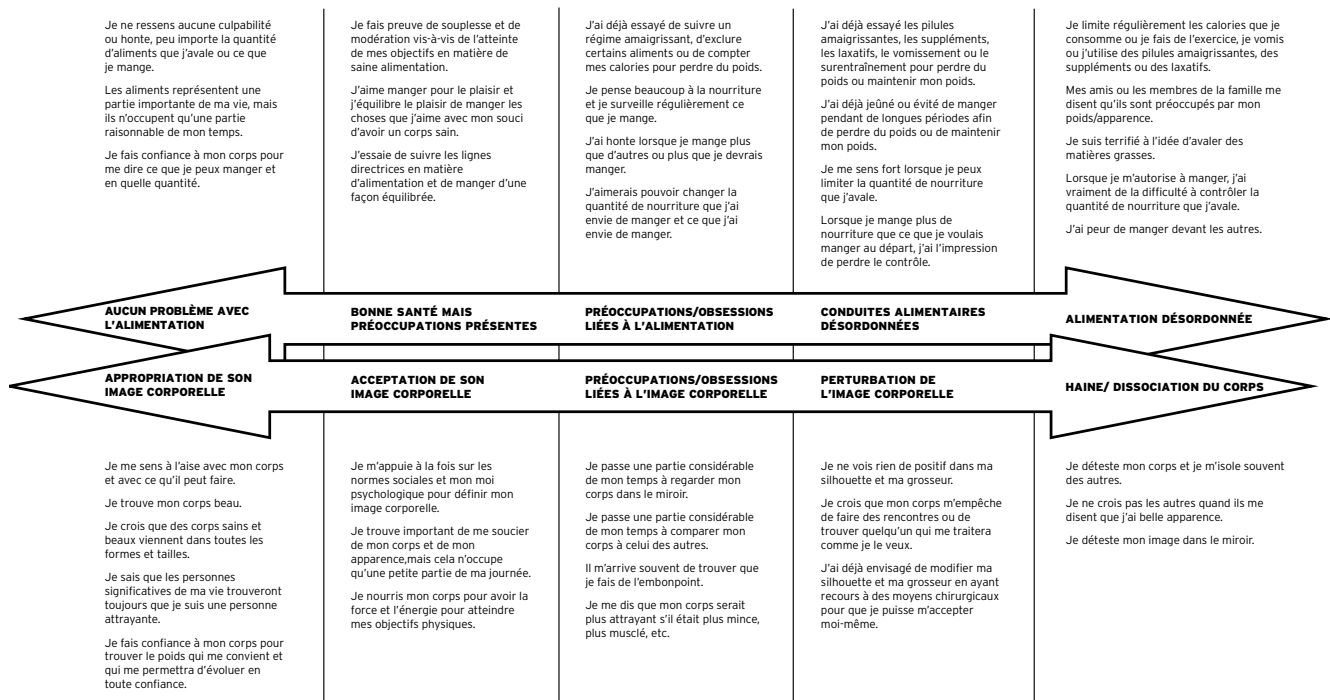 Je ne ressens aucune culpabilité
ou honte, peu importe la quantité
d'aliments que j'avale ou ce que
je mange.
Les aliments représentent une
partie importante de ma vie, mais
ils n'occupent qu'une partie
raisonnable de mon temps.
Je fais confiance à mon corps pour
me dire ce que je peux manger et
en quelle quantité.
Je fais preuve de souplesse et de
modération vis-à-vis de l'atteinte
de mes objectifs en matière de
saine alimentation.
J'aime manger pour le plaisir et
j'équilibre le plaisir de manger les
choses que j'aime avec mon souci
d'avoir un corps sain.
J'essaie de suivre les lignes
directrices en matière
d'alimentation et de manger d'une
façon équilibrée.
J'ai déjà essayé de suivre un
régime amaigrissant, d'exclure
certains aliments ou de compter
mes calories pour perdre du poids.
Je pense beaucoup à la nourriture
et je surveille régulièrement ce
que je mange.
J'ai honte lorsque je mange plus
que d'autres ou plus que je devrais
manger.
J'aimerais pouvoir changer la
quantité de nourriture que j'ai
envie de manger et ce que j'ai
envie de manger.
J'ai déjà essayé les pilules
amaigrissantes, les suppléments,
les laxatifs, le vomissement ou le
surentraînement pour perdre du
poids ou maintenir mon poids.
J'ai déjà jeûné ou évité de manger
pendant de longues périodes afin
de perdre du poids ou de maintenir
mon poids.
Je me sens fort lorsque je peux
limiter la quantité de nourriture
que j'avale.
Lorsque je mange plus de
nourriture que ce que je voulais
manger au départ, j'ai l'impression
de perdre le contrôle.
Je limite régulièrement les calories que je
consomme ou je fais de l'exercice, je vomis
ou j'utilise des pilules amaigrissantes, des
suppléments ou des laxatifs.
Mes amis ou les membres de la famille me
disent qu'ils sont préoccupés par mon
poids/apparence.
Je suis terrifié à l'idée d'avaler des
matières grasses.
Lorsque je m'autorise à manger, j'ai
vraiment de la difficulté à contrôler la
quantité de nourriture que j'avale.
J'ai peur de manger devant les autres.
AUCUN PROBLÈME AVEC
L'ALIMENTATION
BONNE SANTÉ MAIS
PRÉOCCUPATIONS PRÉSENTES
PRÉOCCUPATIONS/OBSESSIONS
LIÉES À L'ALIMENTATION
CONDUITES ALIMENTAIRES
DÉSORDONNÉES
ALIMENTATION DÉSORDONNÉE
APPROPRIATION DE SON
IMAGE CORPORELLE
ACCEPTATION DE SON
IMAGE CORPORELLE
PRÉOCCUPATIONS/OBSESSIONS
LIÉES À L'IMAGE CORPORELLE
PERTURBATION DE
L'IMAGE CORPORELLE
HAINE/ DISSOCIATION DU CORPS
Je me sens à l'aise avec mon corps
et avec ce qu'il peut faire.
Je trouve mon corps beau.
Je crois que des corps sains et
beaux viennent dans toutes les
formes et tailles.
Je sais que les personnes
significatives de ma vie trouveront
toujours que je suis une personne
attrayante.
Je fais confiance à mon corps pour
trouver le poids qui me convient et
qui me permettra d'évoluer en
toute confiance.
Je m'appuie à la fois sur les
normes sociales et mon moi
psychologique pour définir mon
image corporelle.
Je trouve important de me soucier
de mon corps et de mon
apparence,mais cela n'occupe
qu'une petite partie de ma journée.
Je nourris mon corps pour avoir la
force et l'énergie pour atteindre
mes objectifs physiques.
Je passe une partie considérable
de mon temps à regarder mon
corps dans le miroir.
Je passe une partie considérable
de mon temps à comparer mon
corps à celui des autres.
Il m'arrive souvent de trouver que
je fais de l'embonpoint.
Je me dis que mon corps serait
plus attrayant s'il était plus mince,
plus musclé, etc.
Je ne vois rien de positif dans ma
silhouette et ma grosseur.
Je crois que mon corps m'empêche
de faire des rencontres ou de
trouver quelqu'un qui me traitera
comme je le veux.
J'ai déjà envisagé de modifier ma
silhouette et ma grosseur en ayant
recours à des moyens chirurgicaux
pour que je puisse m'accepter
moi-même.
Je déteste mon corps et je m'isole souvent
des autres.
Je ne crois pas les autres quand ils me
disent que j'ai belle apparence.
Je déteste mon image dans le miroir.